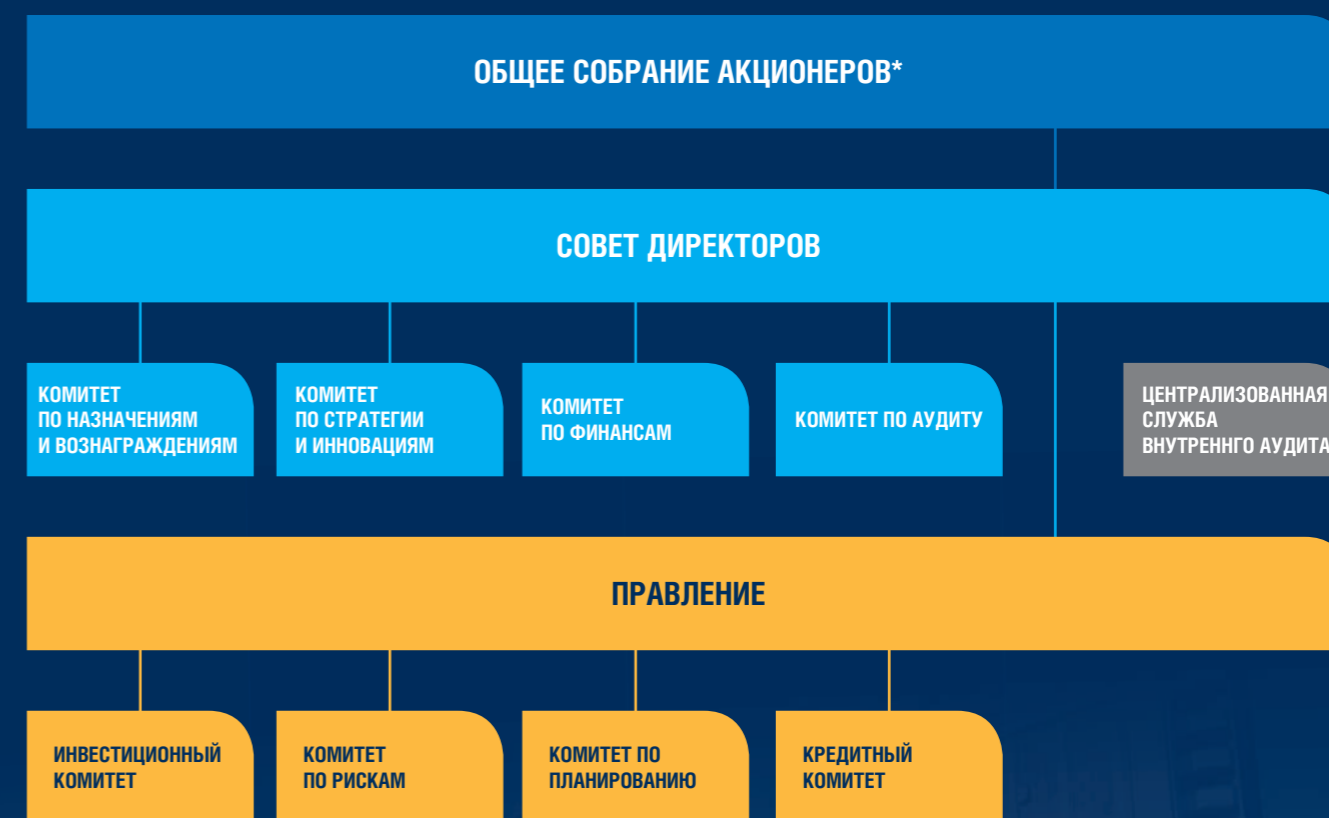 ОБЩЕЕ СОБРАНИЕ АКЦИОНЕРОВ*
СОВЕТ ДИРЕКТОРОВ
КОМИТЕТ
ПО НАЗНАЧЕНИЯМ
И ВОЗНАГРАЖДЕНИЯМ
КОМИТЕТ
ПО СТРАТЕГИИ
И ИННОВАЦИЯМ
КОМИТЕТ
ПО ФИНАНСАМ
КОМИТЕТ ПО АУДИТУ
ЦЕНТРАЛИЗОВАННАЯ
СЛУЖБА
ВНУТРЕННГО АУДИТА
ПРАВЛЕНИЕ
ИНВЕСТИЦИОННЫЙ
КОМИТЕТ
КОМИТЕТ
ПО РИСКАМ
КОМИТЕТ ПО
ПЛАНИРОВАНИЮ
КРЕДИТНЫЙ
КОМИТЕТ